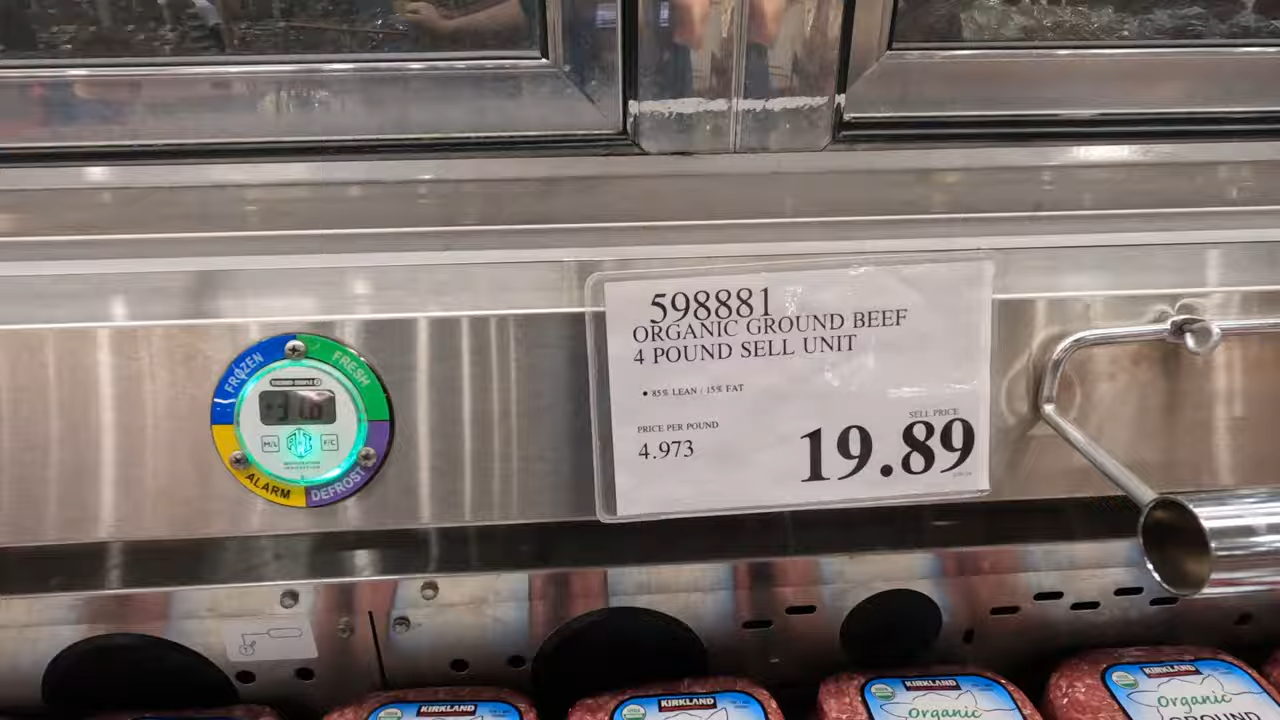 598881
ORGANIC GROUND BEEF
4 POUND SELL UNIT
• 85% LEAN / 15% FAT
PRICE PER POUND
4.973
SELL PRICE
19.89
FROZEN
FRESH
M/L
F/C
ALARM
DEFROST
KIRKLAND
KIRKLAND
KIRKLAND
Organic
KIRKLAND
Organic